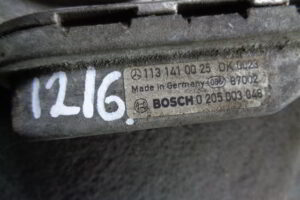 1216.
113 141 00 25 DK 0023
Made in Germany 87002
BOSCH 0 205 003 048